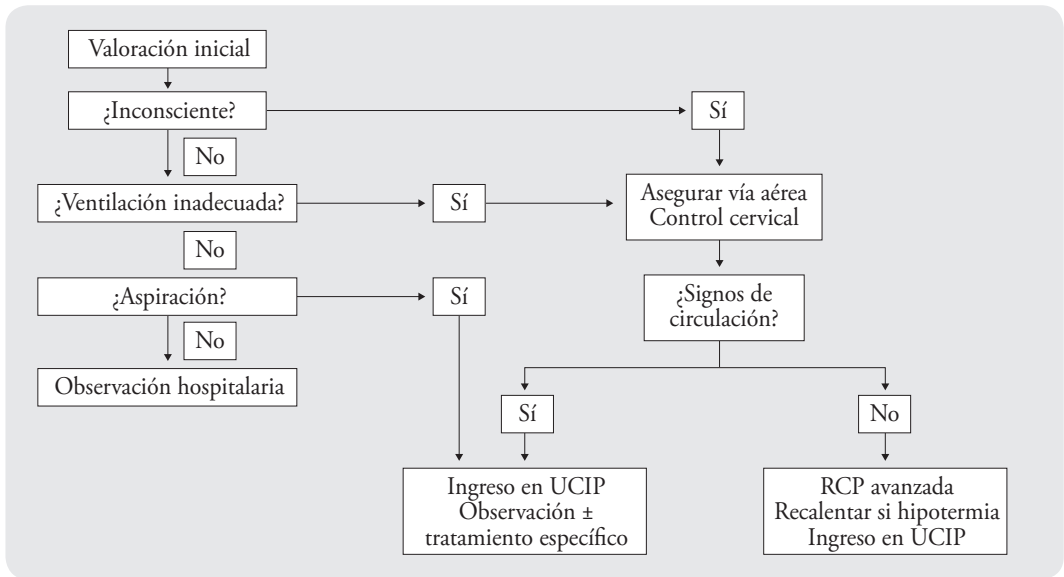 Valoración inicial
¿Inconsciente?
Sí
No
¿Ventilación inadecuada?
Sí
Asegurar vía aérea
Control cervical
No
¿Aspiración?
Sí
¿Signos de
circulación?
No
Observación hospitalaria
Sí
No
Ingreso en UCIP
Observación ±
tratamiento específico
RCP avanzada
Recalentar si hipotermia
Ingreso en UCIP